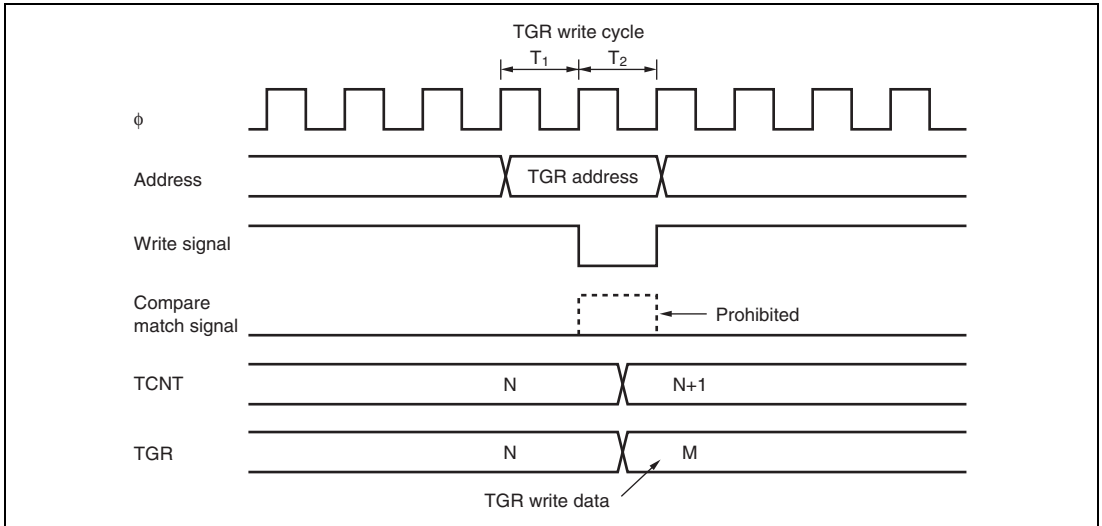 TGR write cycle
T1 T2
ϕ
Address TGR address
Write signal
Compare
match signal
Prohibited
TCNT N N+1
TGR N M
TGR write data